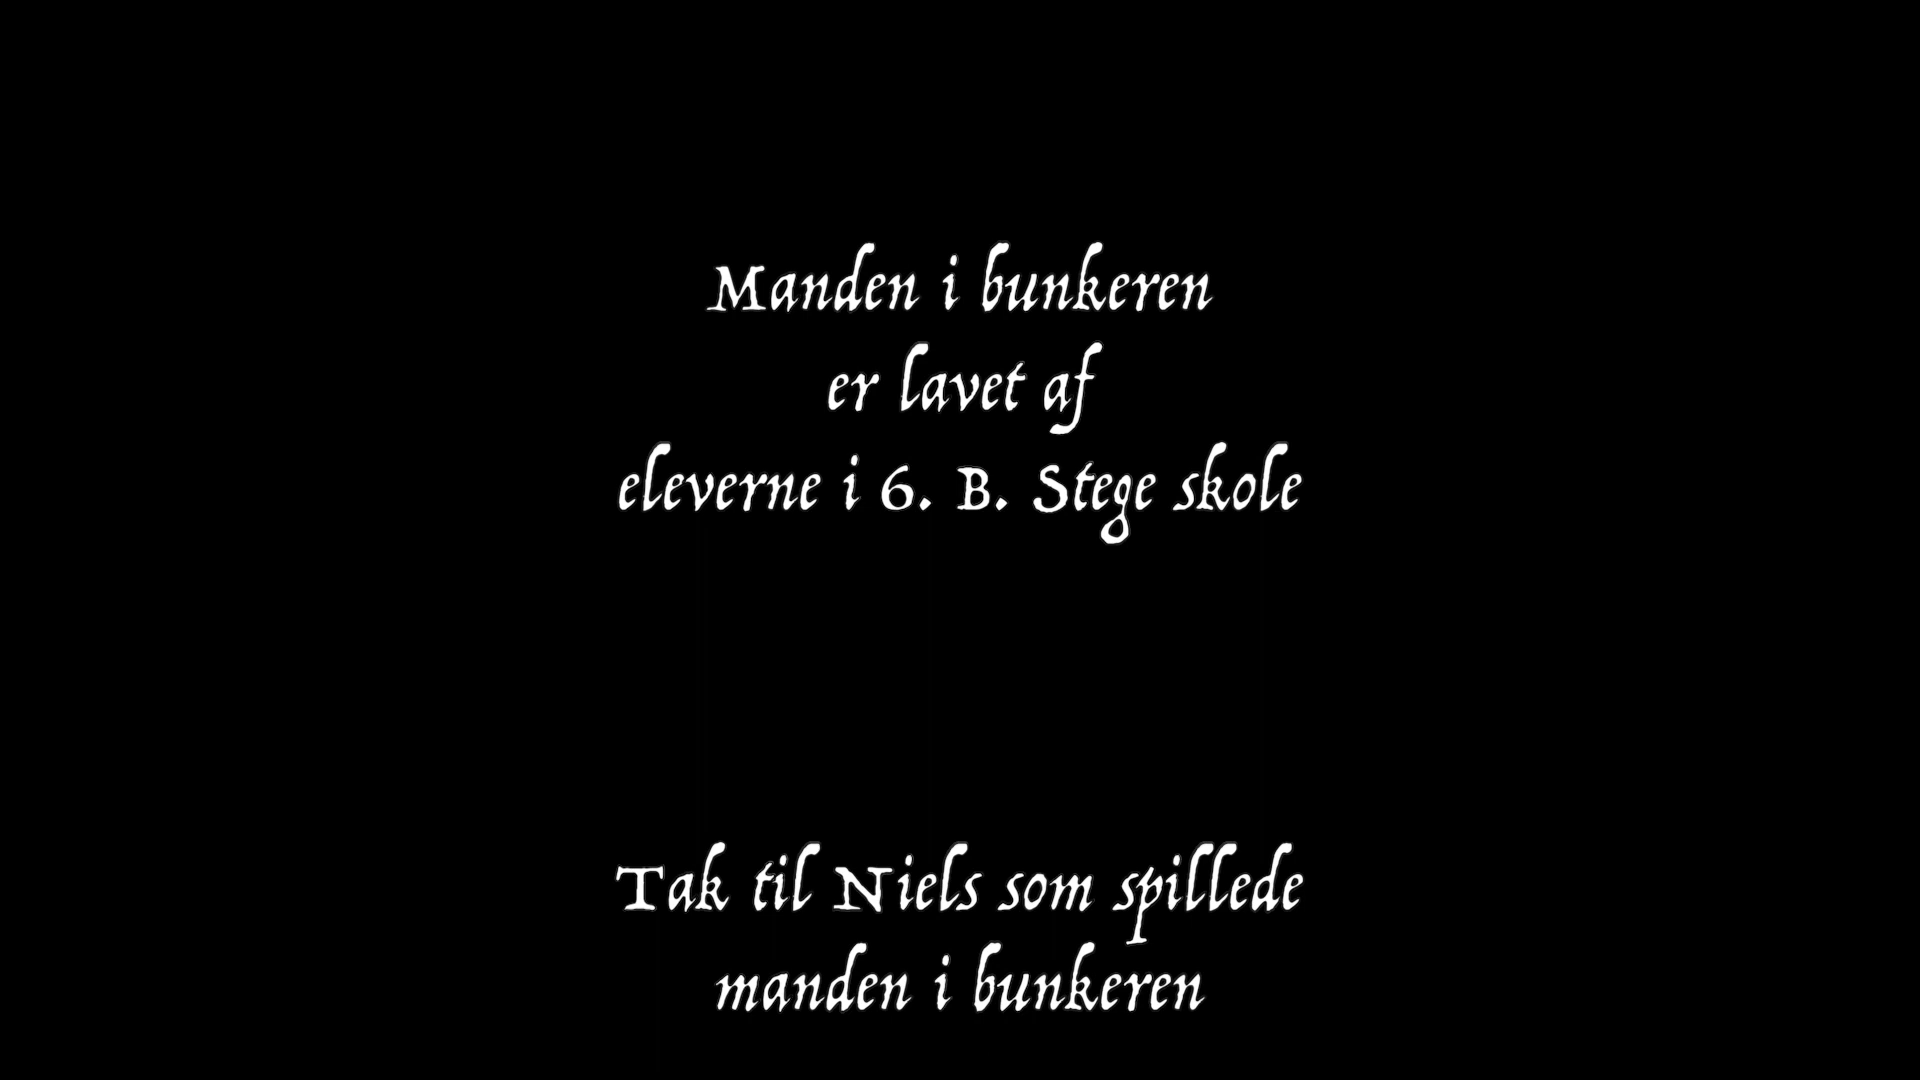 Manden i bunkeren
er lavet af
eleverne i 6. B. Stege skole
Tak til Niels som spillede
manden i bunkeren